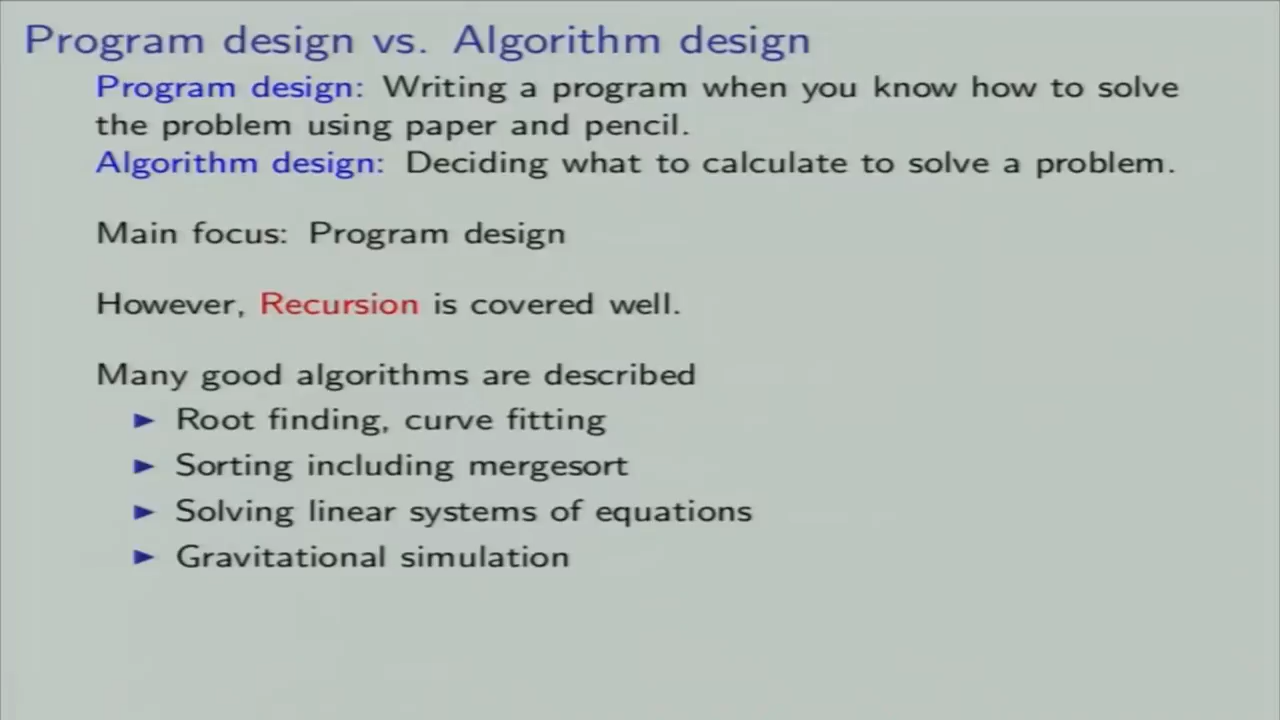 Program design vs. Algorithm design
Program design: Writing a program when you know how to solve
the problem using paper and pencil.
Algorithm design: Deciding what to calculate to solve a problem.
Main focus: Program design
However, Recursion is covered well.
Many good algorithms are described
► Root finding, curve fitting
► Sorting including mergesort
► Solving linear systems of equations
► Gravitational simulation